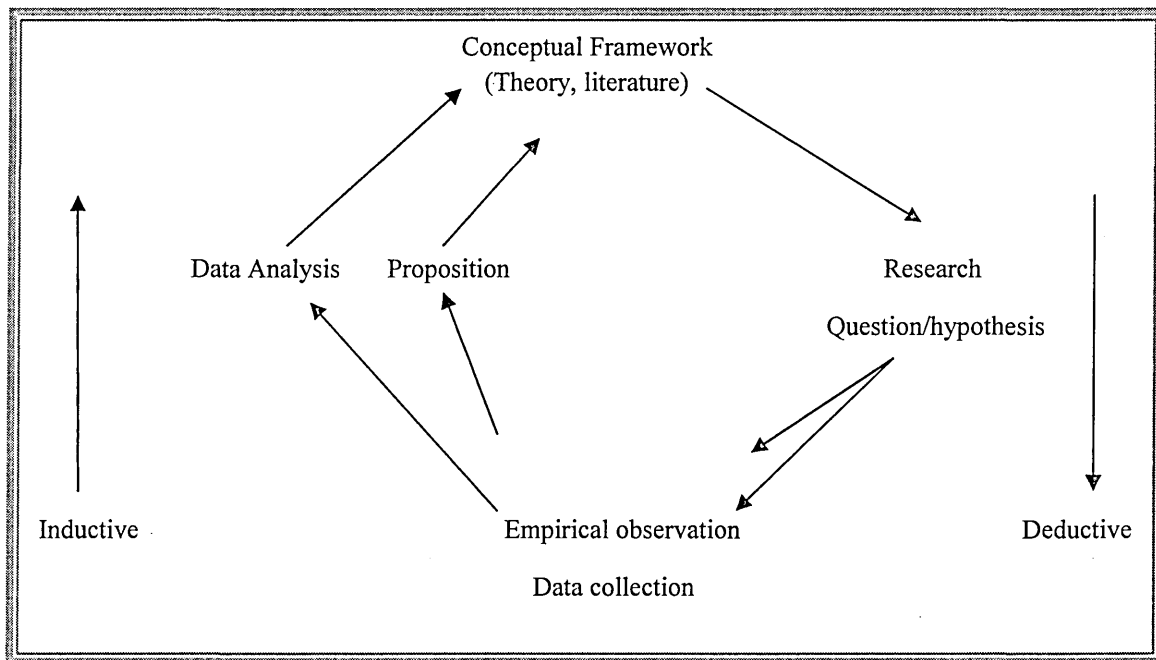 Conceptual Framework
(Theory, literature)
Data Analysis
Proposition
Research
Question/hypothesis
Inductive
Empirical observation
Deductive
Data collection